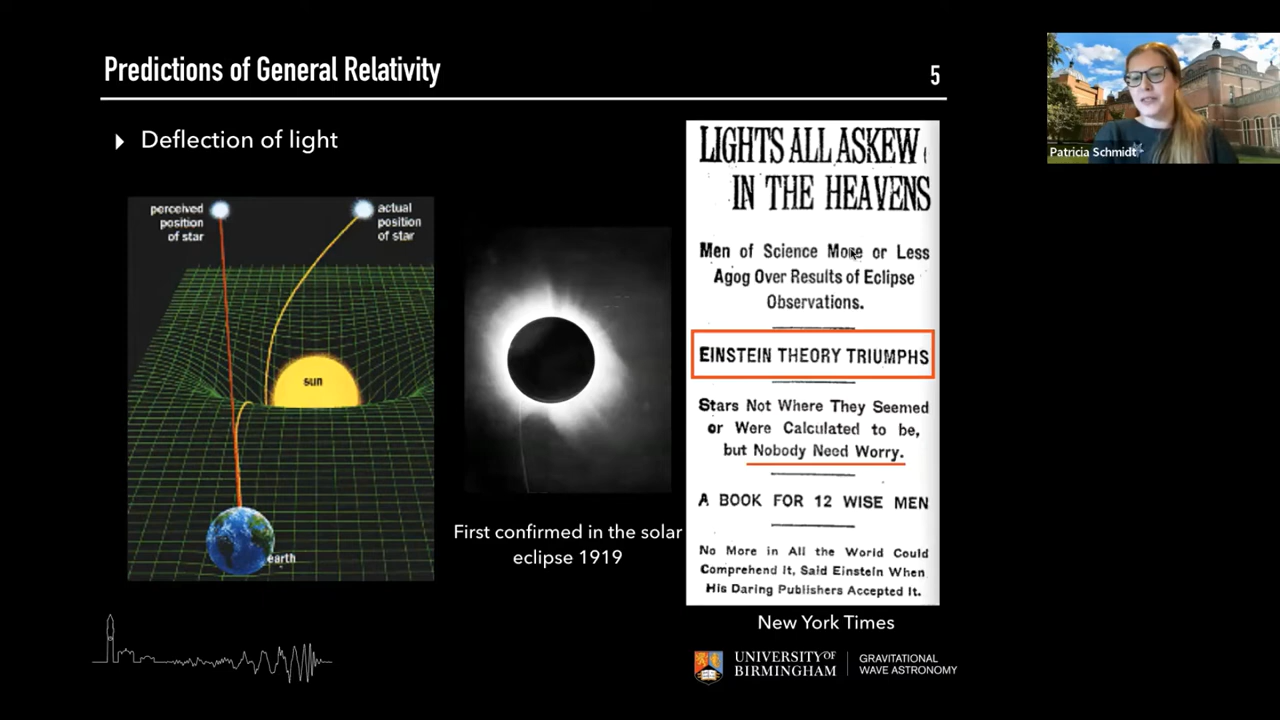 Predictions of General Relativity
5
Deflection of light
perceived
position
of star
actual
position
of star
sun
earth
First confirmed in the solar
eclipse 1919
LIGHTS ALL ASKEW
IN THE HEAVENS
Men of Science More or Less
Agog Over Results of Eclipse
Observations.
EINSTEIN THEORY TRIUMPHS
Stars Not Where They Seemed
or Were Calculated to be,
but Nobody Need Worry.
A BOOK FOR 12 WISE MEN
No More in All the World Could
Comprehend It, Said Einstein When
His Daring Publishers Accepted It.
New York Times
UNIVERSITY OF
BIRMINGHAM
GRAVITATIONAL
WAVE ASTRONOMY
Patricia Schmidt